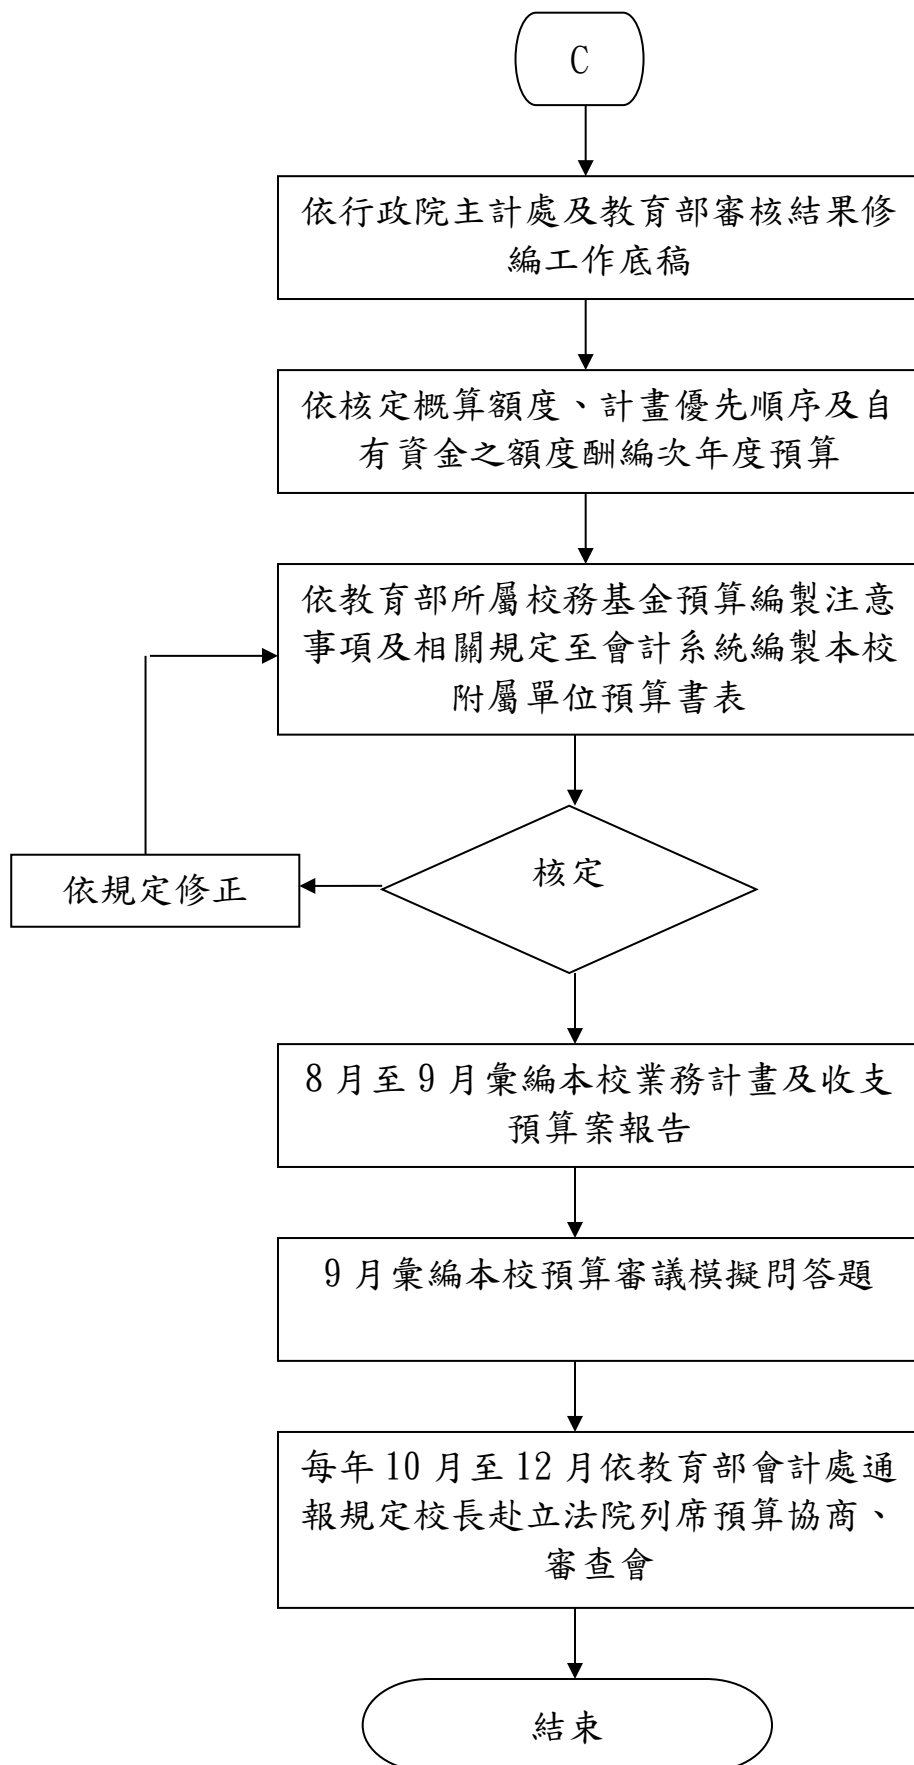 C
依行政院主計處及教育部審核結果修
編工作底稿
依核定概算額度、計畫優先順序及自
有資金之額度酬編次年度預算
依教育部所屬校務基金預算編製注意
事項及相關規定至會計系統編製本校
附屬單位預算書表
核定
依規定修正
8 月至 9 月彙編本校業務計畫及收支
預算案報告
9 月彙編本校預算審議模擬問答題
每年 10 月至 12 月依教育部會計處通
報規定校長赴立法院列席預算協商、
審查會
結束